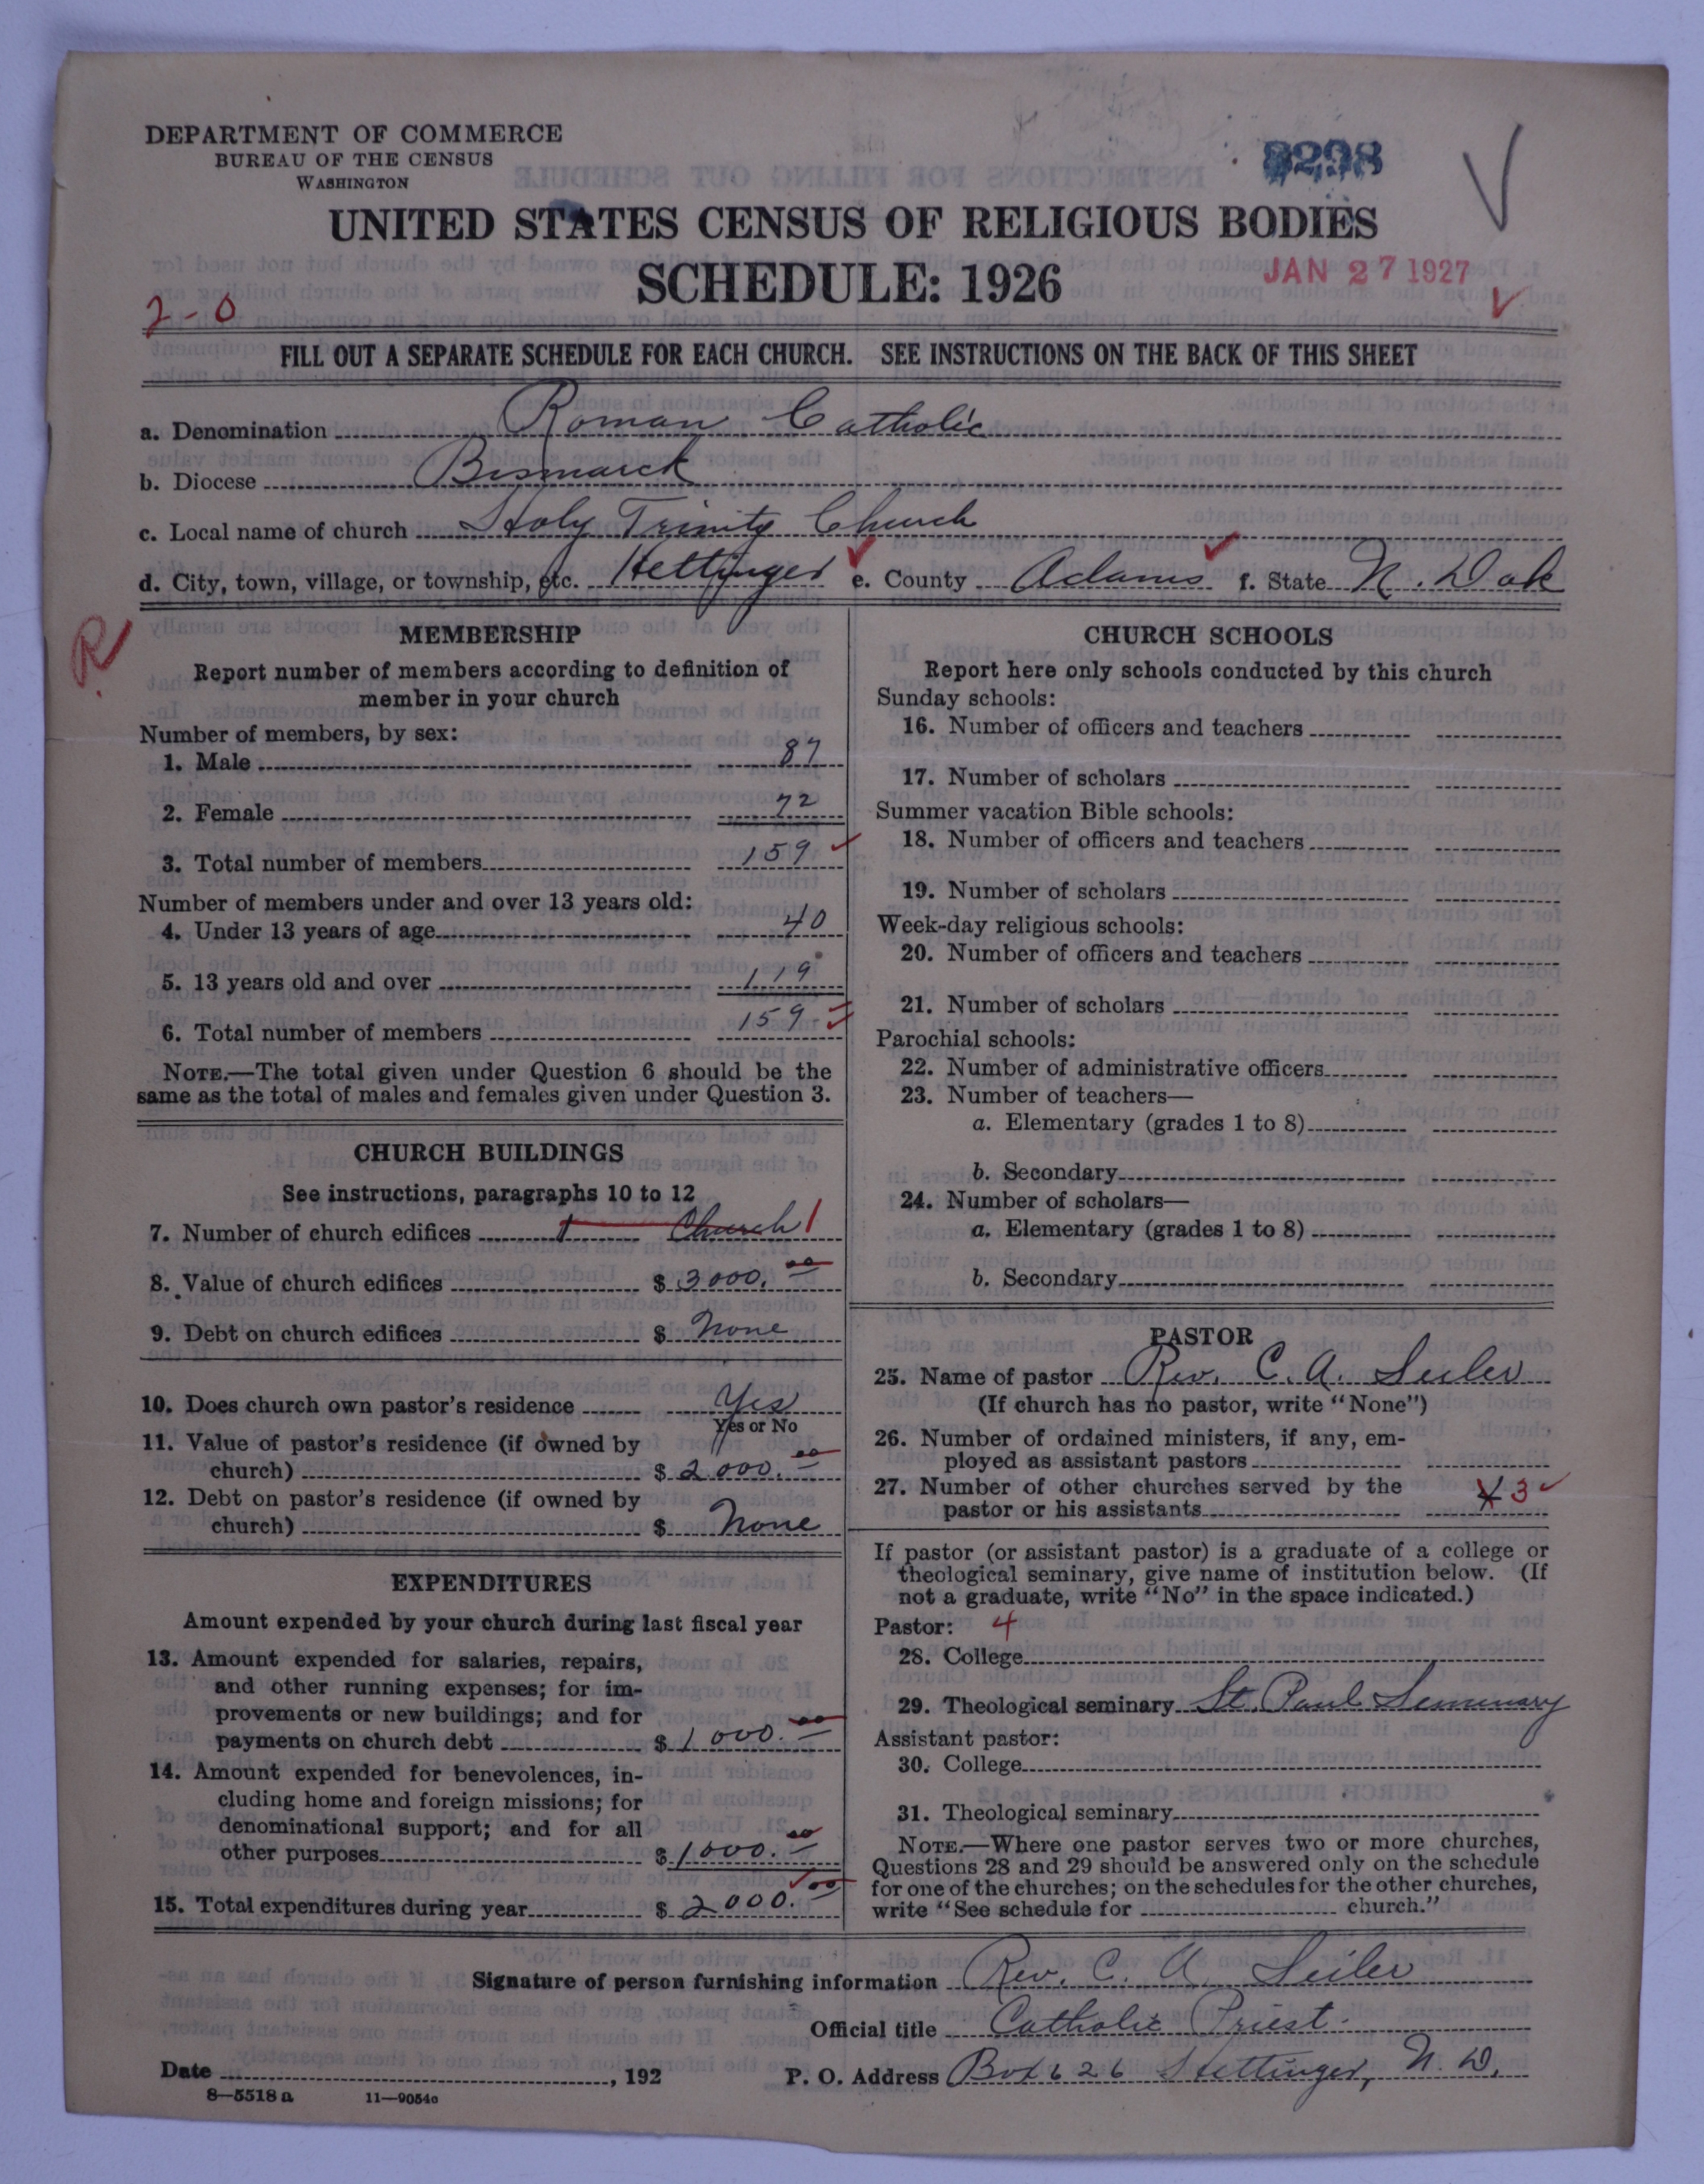 DEPARTMENT OF COMMERCE
BUREAU OF THE CENSUS
WASHINGTON
UNITED STATES CENSUS OF RELIGIOUS BODIES
SCHEDULE: 1926
JAN 27 1927
2-0
FILL OUT A SEPARATE SCHEDULE FOR EACH CHURCH. SEE INSTRUCTIONS ON THE BACK OF THIS SHEET
a. Denomination Roman Catholic
b. Diocese Bismarck
c. Local name of church Holy Trinity Church
d. City, town, village, or township, etc. Hettinger e. County Adams f. State N. Dak
R
MEMBERSHIP
Report number of members according to definition of
member in your church
Number of members, by sex:
1. Male 87
2. Female 72
3. Total number of members 159
Number of members under and over 13 years old:
4. Under 13 years of age 40
5. 13 years old and over 119
6. Total number of members 159
NOTE.—The total given under Question 6 should be the
same as the total of males and females given under Question 3.
CHURCH BUILDINGS
See instructions, paragraphs 10 to 12
7. Number of church edifices 1 Church 1
8. Value of church edifices $ 3000.00
9. Debt on church edifices $ None
10. Does church own pastor's residence Yes
Yes or No
11. Value of pastor's residence (if owned by
church) $ 2000.00
12. Debt on pastor's residence (if owned by
church) $ None
EXPENDITURES
Amount expended by your church during last fiscal year
13. Amount expended for salaries, repairs,
and other running expenses; for im-
provements or new buildings; and for
payments on church debt $ 1000.00
14. Amount expended for benevolences, in-
cluding home and foreign missions; for
denominational support; and for all
other purposes $ 1000.00
15. Total expenditures during year $ 2000.00
CHURCH SCHOOLS
Report here only schools conducted by this church
Sunday schools:
16. Number of officers and teachers
17. Number of scholars
Summer vacation Bible schools:
18. Number of officers and teachers
19. Number of scholars
Week-day religious schools:
20. Number of officers and teachers
21. Number of scholars
Parochial schools:
22. Number of administrative officers
23. Number of teachers—
a. Elementary (grades 1 to 8)
b. Secondary
24. Number of scholars—
a. Elementary (grades 1 to 8)
b. Secondary
PASTOR
25. Name of pastor Rev. C. A. Seiler
(If church has no pastor, write "None")
26. Number of ordained ministers, if any, em-
ployed as assistant pastors
27. Number of other churches served by the
pastor or his assistants 3
If pastor (or assistant pastor) is a graduate of a college or
theological seminary, give name of institution below. (If
not a graduate, write "No" in the space indicated.)
Pastor: 4
28. College
29. Theological seminary St. Paul Seminary
Assistant pastor:
30. College
31. Theological seminary
NOTE.—Where one pastor serves two or more churches,
Questions 28 and 29 should be answered only on the schedule
for one of the churches; on the schedules for the other churches,
write "See schedule for church."
Signature of person furnishing information Rev. C. A. Seiler
Official title Catholic Priest.
Date , 192 P. O. Address Box 626 Hettinger, N. D.
8—5518 a 11—9054c